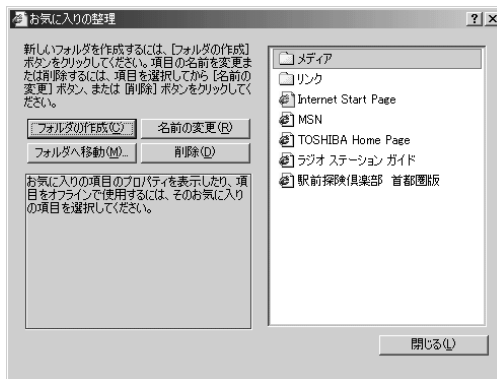 お気に入りの整理
新しいフォルダを作成するには、[フォルダの作成]
ボタンをクリックしてください。項目の名前を変更ま
たは削除するには、項目を選択してから [名前の
変更] ボタン、または [削除] ボタンをクリックしてく
ださい。
フォルダの作成(C)
名前の変更(R)
フォルダへ移動(M)...
削除(D)
お気に入りの項目のプロパティを表示したり、項
目をオフラインで使用するには、そのお気に入り
の項目を選択してください。
メディア
リンク
Internet Start Page
MSN
TOSHIBA Home Page
ラジオ ステーション ガイド
駅前探険倶楽部 首都圏版
閉じる(L)